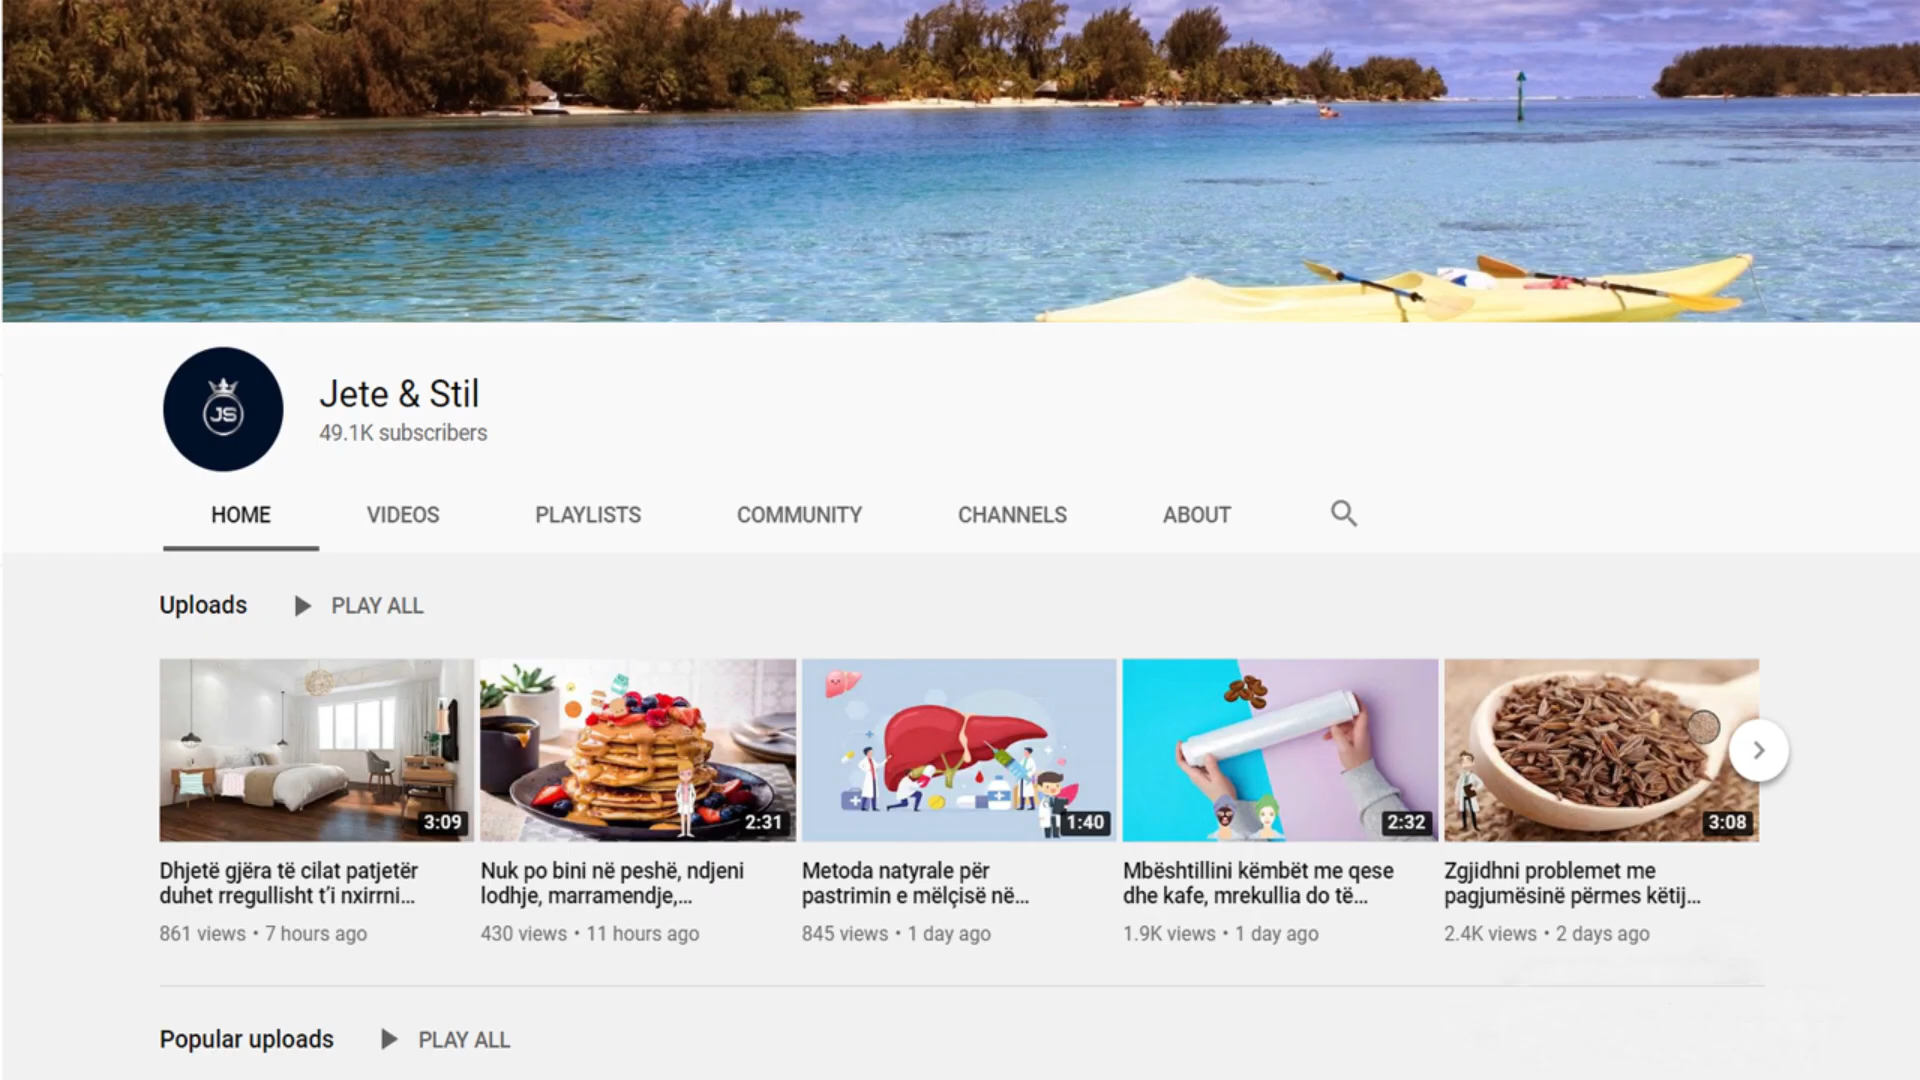 JS
Jete & Stil
49.1K subscribers
HOME
VIDEOS
PLAYLISTS
COMMUNITY
CHANNELS
ABOUT
Uploads
PLAY ALL
3:09
2:31
1:40
2:32
3:08
Dhjetë gjëra të cilat patjetër
duhet rregullisht t’i nxirrni...
861 views • 7 hours ago
Nuk po bini në peshë, ndjeni
lodhje, marramendje,...
430 views • 11 hours ago
Metoda natyrale për
pastrimin e mëlçisë në...
845 views • 1 day ago
Mbështillini këmbët me qese
dhe kafe, mrekullia do të...
1.9K views • 1 day ago
Zgjidhni problemet me
pagjumësinë përmes këtij...
2.4K views • 2 days ago
Popular uploads
PLAY ALL